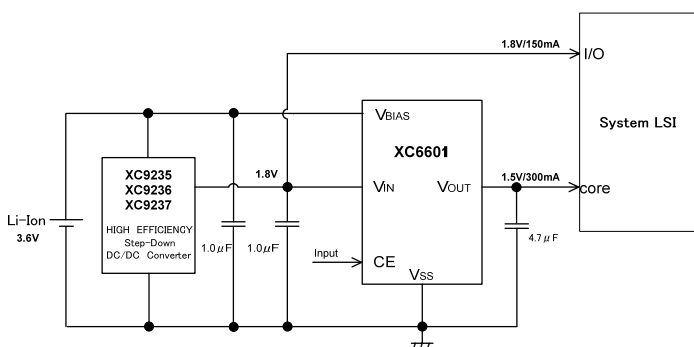 1.8V/150mA
I/O
System LSI
VBIAS
XC6601
XC9235
XC9236
XC9237
1.8V
VIN
VOUT
1.5V/300mA
core
Li-Ion
3.6V
HIGH EFFICIENCY
Step-Down
DC/DC Converter
1.0μF
1.0μF
Input
CE
4.7μF
VSS